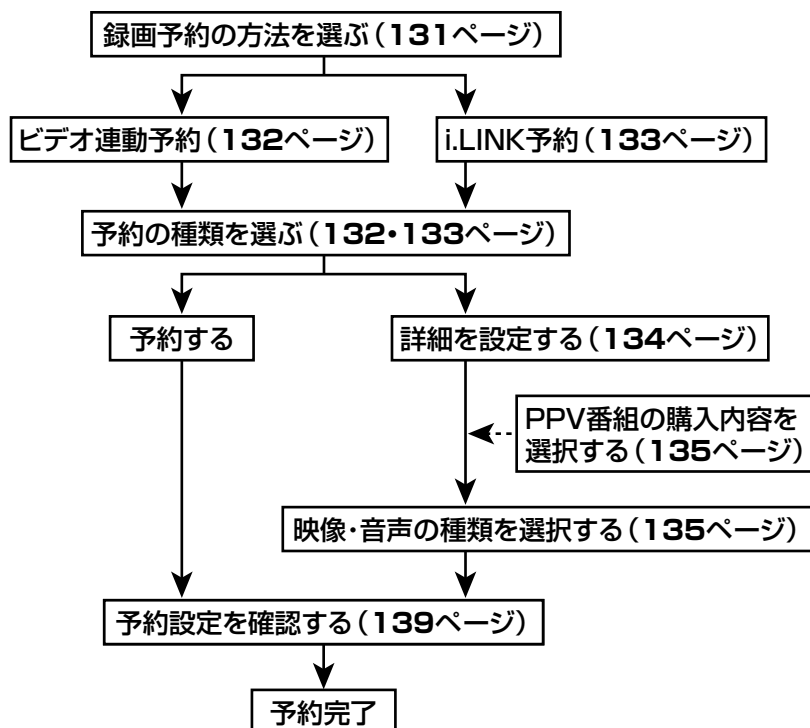 録画予約の方法を選ぶ（131ページ）
ビデオ連動予約（132ページ）
i.LINK予約（133ページ）
予約の種類を選ぶ（132・133ページ）
予約する
詳細を設定する（134ページ）
PPV番組の購入内容を
選択する（135ページ）
映像・音声の種類を選択する（135ページ）
予約設定を確認する（139ページ）
予約完了